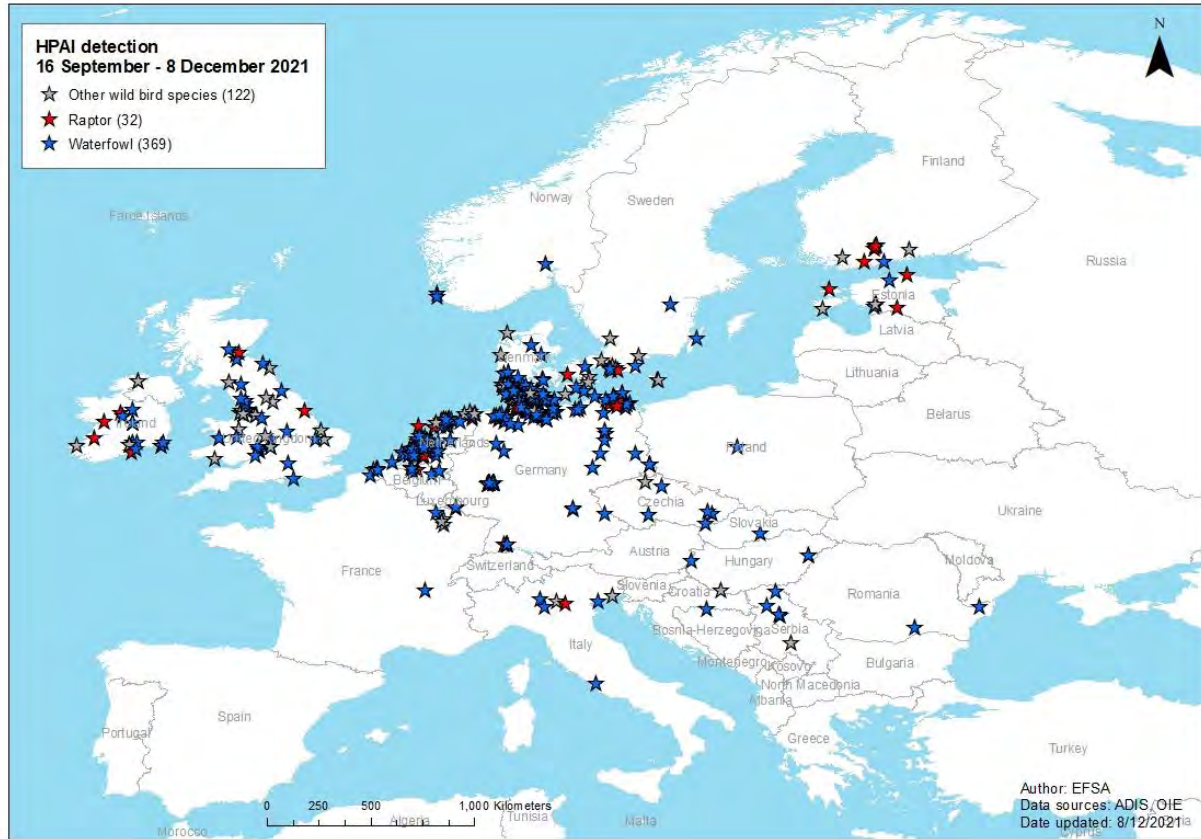 HPAI detection
16 September - 8 December 2021
Other wild bird species (122)
Raptor (32)
Waterfowl (369)
N
Finland
Norway
Sweden
Faroe Islands
Russia
Estonia
Latvia
Denmark
Lithuania
Ireland
United Kingdom
Belarus
Netherlands
Poland
Germany
Belgium
Luxembourg
Czechia
Ukraine
Slovakia
Austria
Moldova
Hungary
France
Switzerland
Slovenia
Croatia
Romania
Bosnia-Herzegovina
Serbia
Italy
Montenegro
Kosovo
Bulgaria
North Macedonia
Albania
Portugal
Spain
Greece
Turkey
0 250 500 1,000 Kilometers
Author: EFSA
Data sources: ADIS, OIE
Date updated: 8/12/2021
Morocco
Algeria
Tunisia
Malta
Cyprus